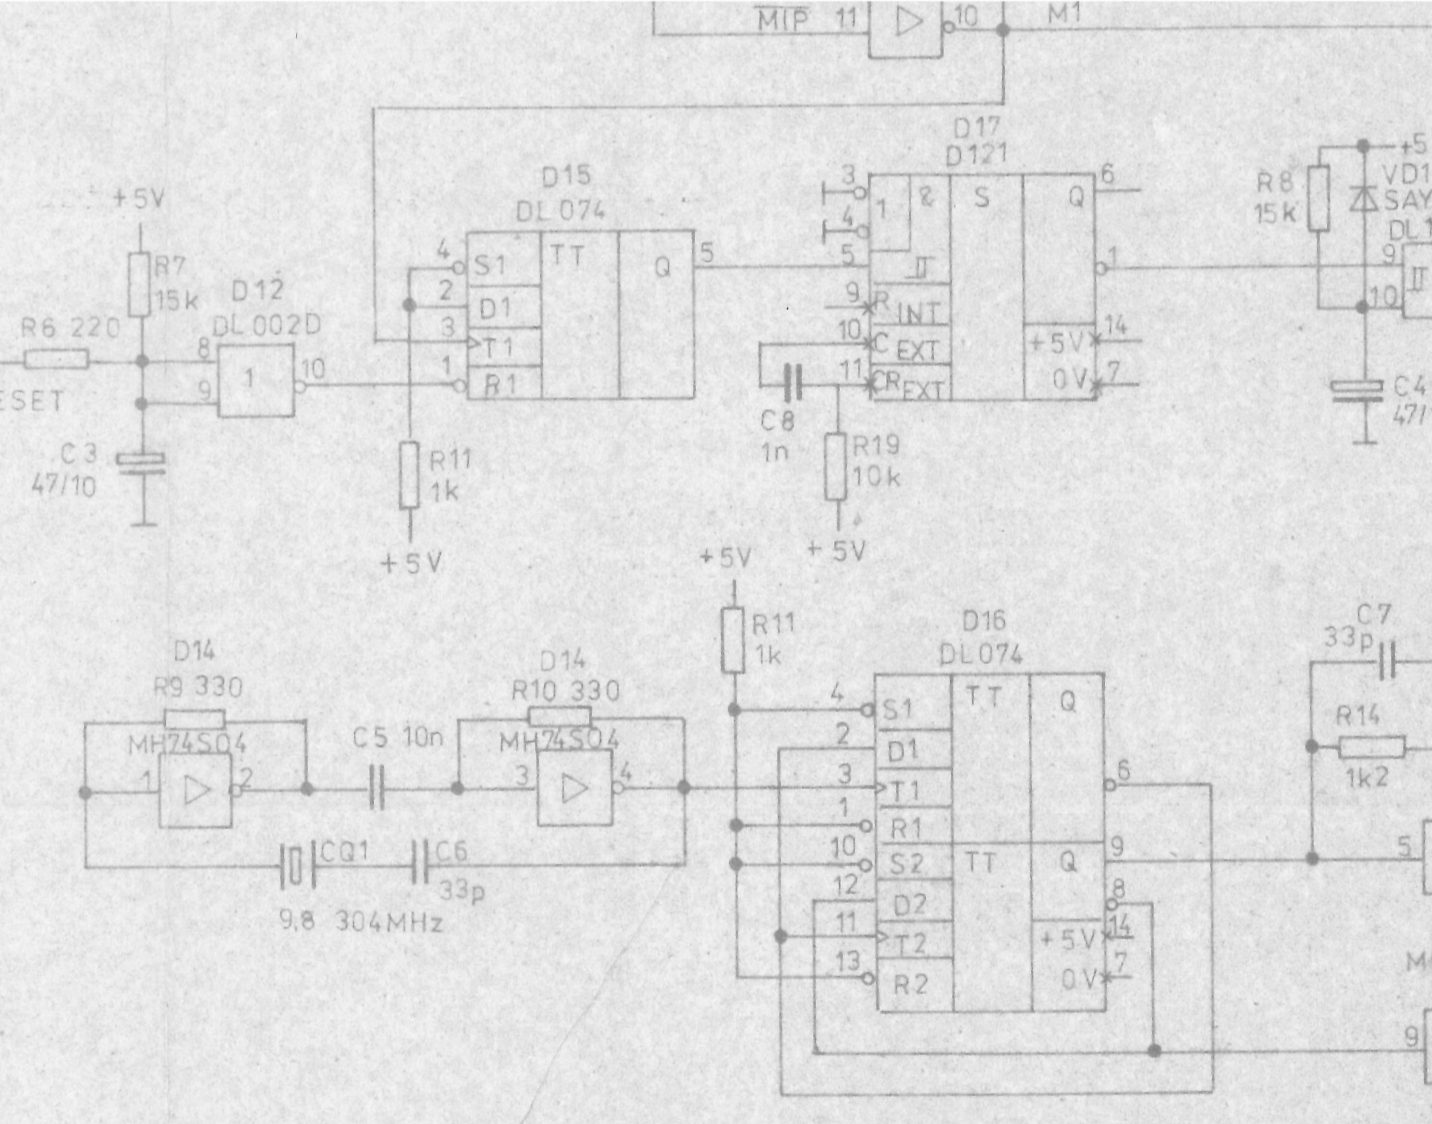 MIP 11
10
M1
D17
D121
D15
DL 074
4 S1
2 D1
3 T1
1 R1
TT
Q 5
3
4
5
1
&
S
Q 6
1
9 R INT
10 C EXT
11 CR EXT
+5V 14
0V 7
+5
R8
15k
VD1
SAY
DL1
9
10
C4
47/
+5V
R7
15k
D12
DL 002D
R6 220
8
9
1
10
ESET
C3
47/10
R11
1k
+5V
C8
1n
R19
10k
+5V
+5V
R11
1k
D16
DL 074
C7
33p
R14
1k2
D14
R9 330
MH74S04
1
2
C5 10n
D14
R10 330
MH74S04
3
4
CQ1
C6
33p
9,8 304MHz
4 S1
2 D1
3 T1
1 R1
10 S2
12 D2
11 T2
13 R2
TT
TT
Q
6
Q 9
8
+5V 14
0V 7
5
M
9